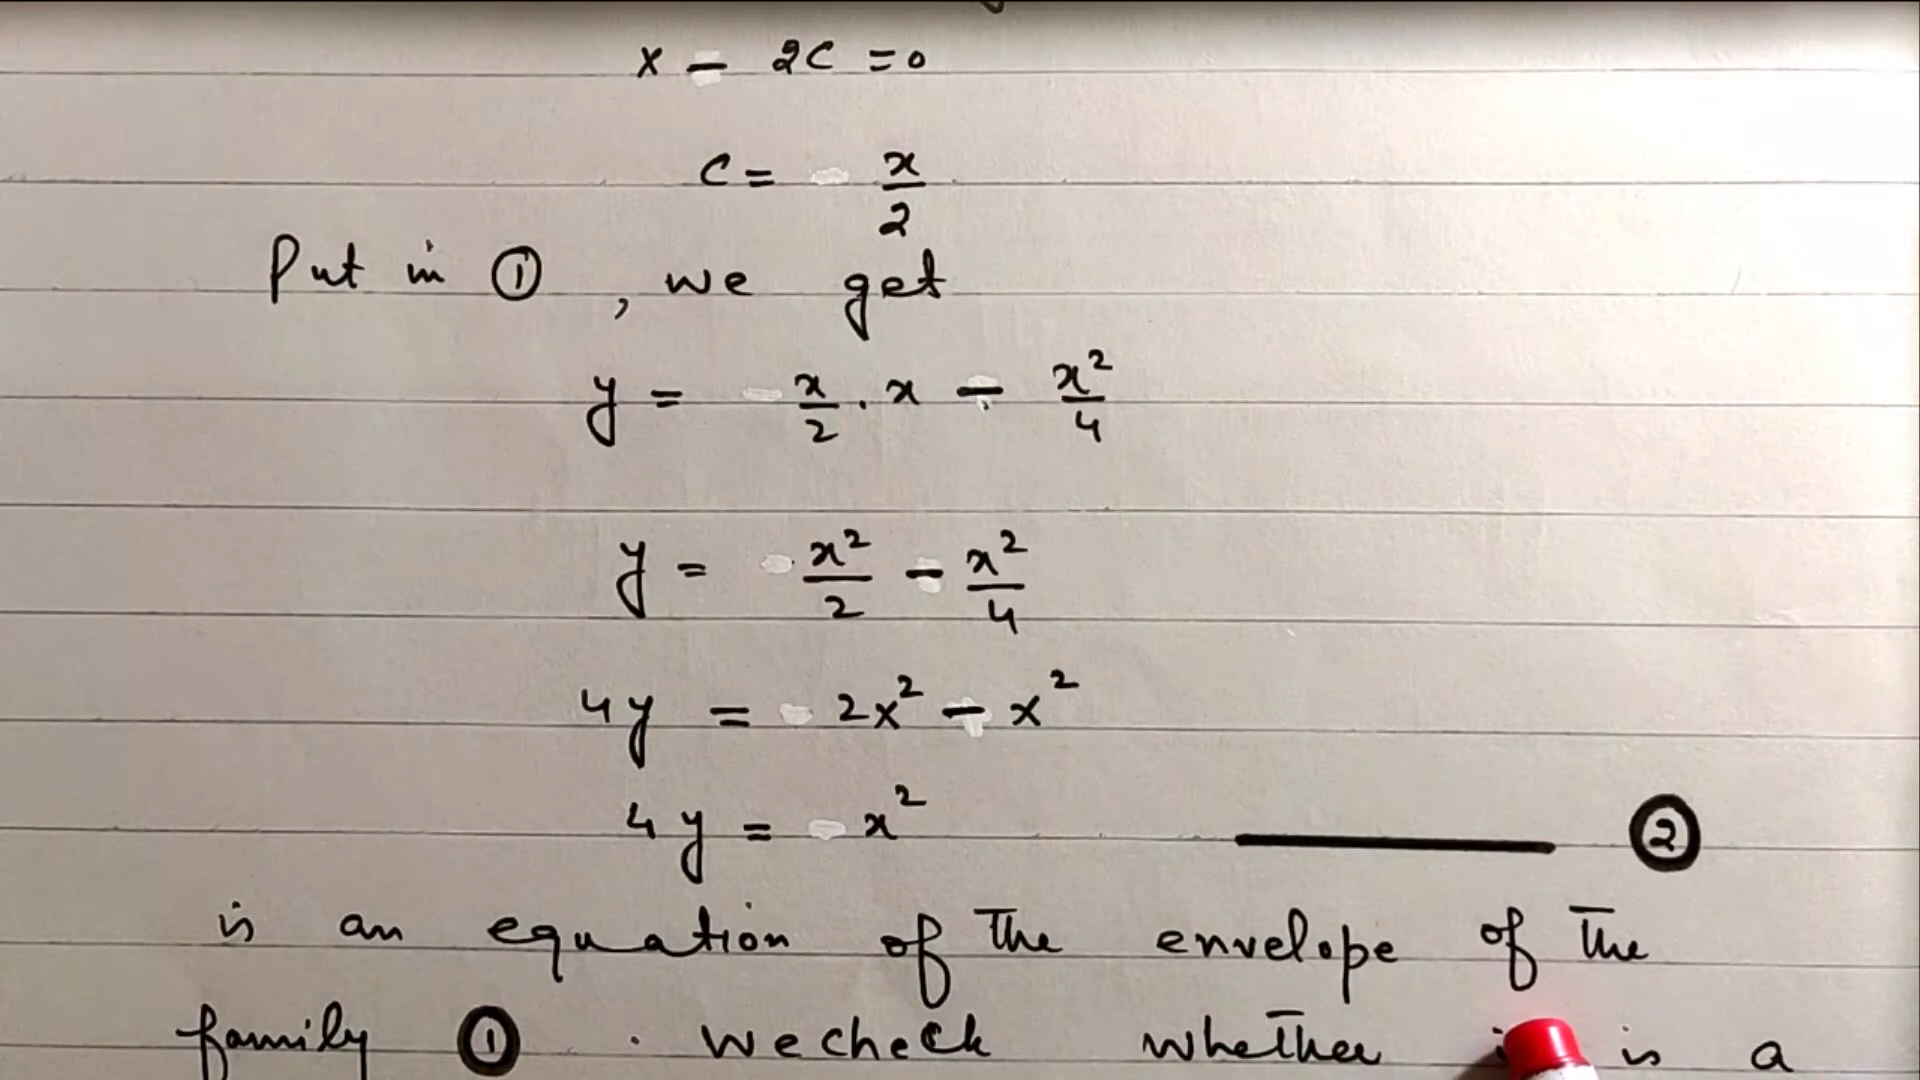 x - 2c = 0
c = x/2
Put in ① , we get
y = x/2 . x - x²/4
y = x²/2 - x²/4
4y = 2x² - x²
4y = x² ——— ②
is an equation of the envelope of the
family ① . We check whether is a